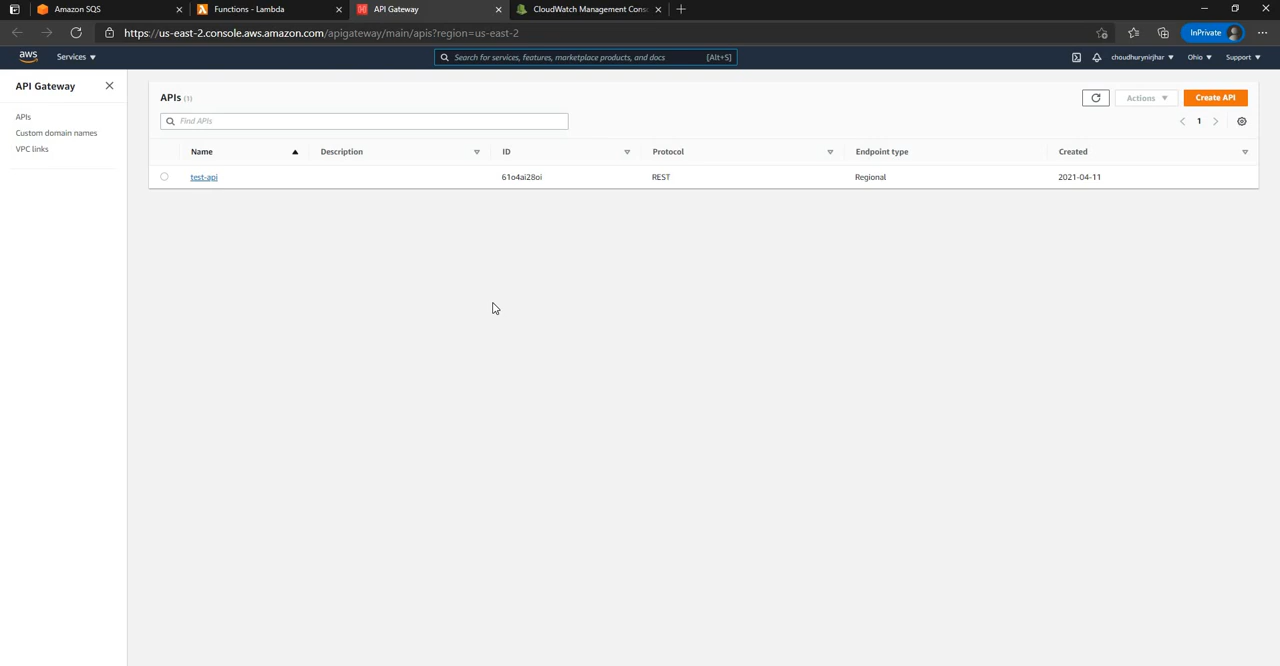 Amazon SQS
Functions - Lambda
API Gateway
CloudWatch Management Cons
https://us-east-2.console.aws.amazon.com/apigateway/main/apis?region=us-east-2
InPrivate
aws
Services
Search for services, features, marketplace products, and docs
[Alt+S]
choudhurynirjhar
Ohio
Support
API Gateway
APIs
Custom domain names
VPC links
APIs (1)
Actions
Create API
Find APIs
1
Name
Description
ID
Protocol
Endpoint type
Created
test-api
61o4ai28oi
REST
Regional
2021-04-11